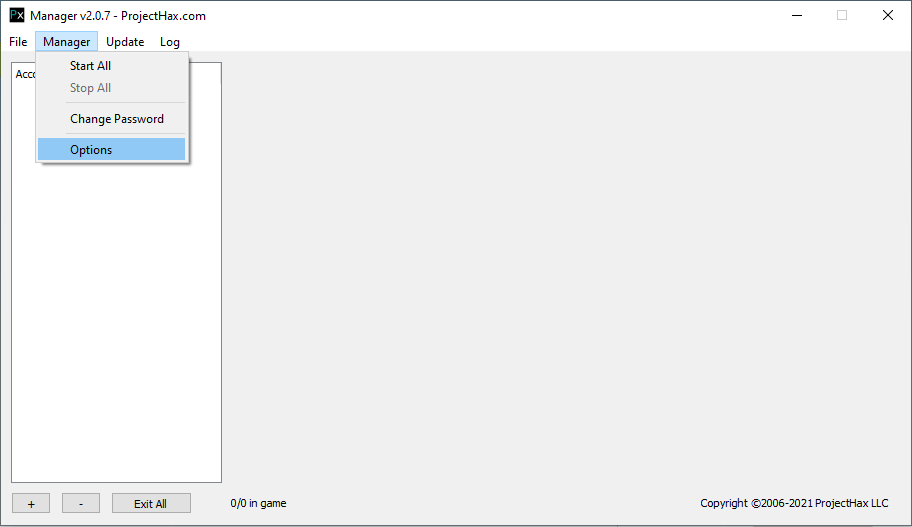 Px Manager v2.0.7 - ProjectHax.com
File Manager Update Log
Acco
Start All
Stop All
Change Password
Options
+ - Exit All 0/0 in game Copyright ©2006-2021 ProjectHax LLC